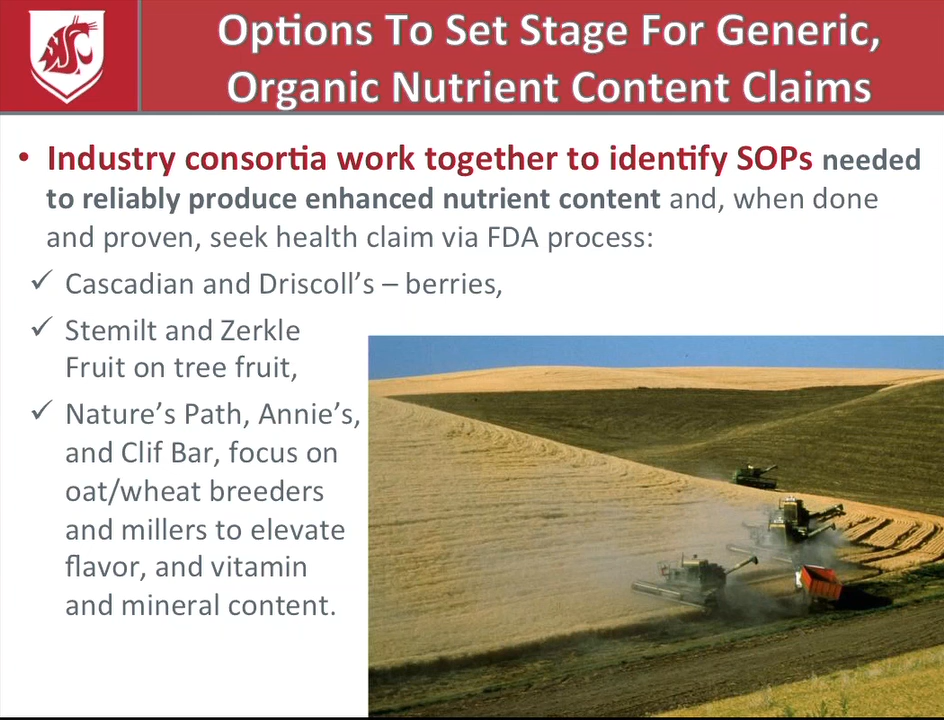 Options To Set Stage For Generic,
Organic Nutrient Content Claims
• Industry consortia work together to identify SOPs needed
to reliably produce enhanced nutrient content and, when done
and proven, seek health claim via FDA process:
✓ Cascadian and Driscoll's – berries,
✓ Stemilt and Zerkle
Fruit on tree fruit,
✓ Nature's Path, Annie's,
and Clif Bar, focus on
oat/wheat breeders
and millers to elevate
flavor, and vitamin
and mineral content.